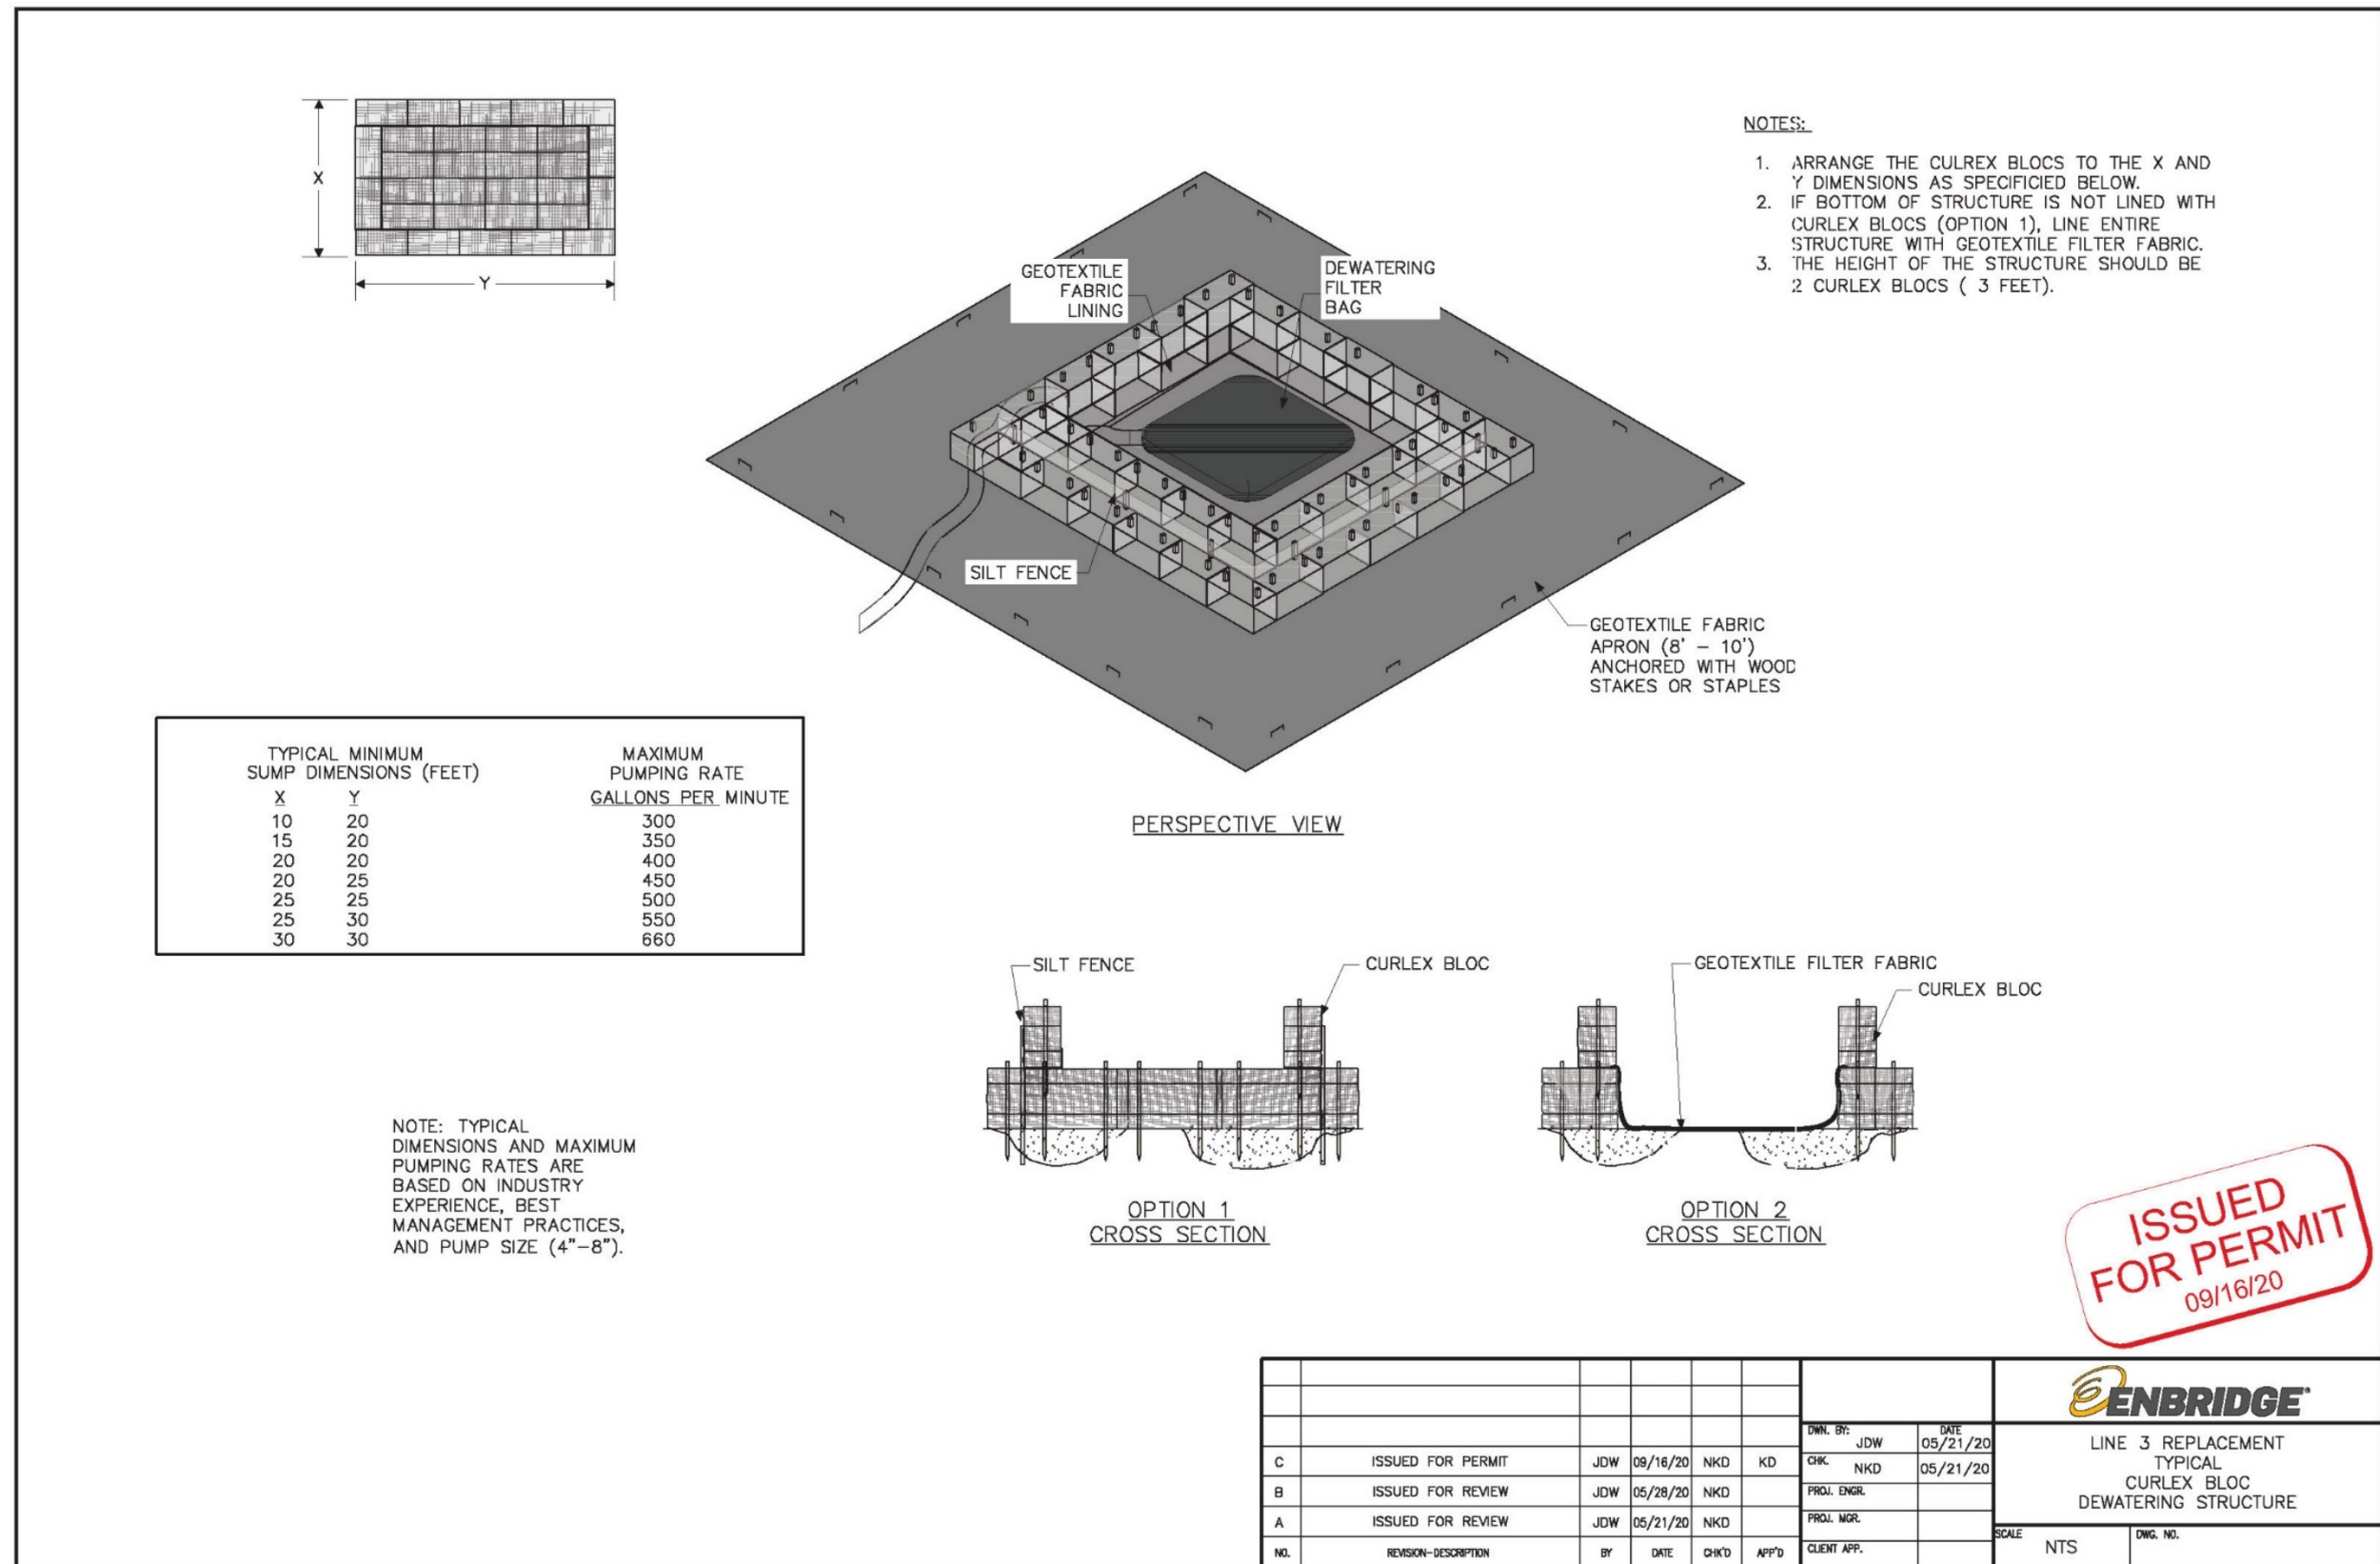 X
Y
NOTES:
1. ARRANGE THE CULREX BLOCS TO THE X AND
Y DIMENSIONS AS SPECIFICIED BELOW.
2. IF BOTTOM OF STRUCTURE IS NOT LINED WITH
CURLEX BLOCS (OPTION 1), LINE ENTIRE
STRUCTURE WITH GEOTEXTILE FILTER FABRIC.
3. THE HEIGHT OF THE STRUCTURE SHOULD BE
2 CURLEX BLOCS ( 3 FEET).
GEOTEXTILE
FABRIC
LINING
DEWATERING
FILTER
BAG
SILT FENCE
GEOTEXTILE FABRIC
APRON (8' – 10')
ANCHORED WITH WOOD
STAKES OR STAPLES
PERSPECTIVE VIEW
TYPICAL MINIMUM MAXIMUM
SUMP DIMENSIONS (FEET) PUMPING RATE
X Y GALLONS PER MINUTE
10 20 300
15 20 350
20 20 400
20 25 450
25 25 500
25 30 550
30 30 660
NOTE: TYPICAL
DIMENSIONS AND MAXIMUM
PUMPING RATES ARE
BASED ON INDUSTRY
EXPERIENCE, BEST
MANAGEMENT PRACTICES,
AND PUMP SIZE (4"–8").
SILT FENCE
CURLEX BLOC
OPTION 1
CROSS SECTION
GEOTEXTILE FILTER FABRIC
CURLEX BLOC
OPTION 2
CROSS SECTION
ISSUED
FOR PERMIT
09/16/20
C ISSUED FOR PERMIT JDW 09/16/20 NKD KD
B ISSUED FOR REVIEW JDW 05/28/20 NKD
A ISSUED FOR REVIEW JDW 05/21/20 NKD
NO. REVISION–DESCRIPTION BY DATE CHK'D APP'D
DWN. BY: DATE
JDW 05/21/20
CHK. NKD 05/21/20
PROJ. ENGR.
PROJ. MGR.
CLIENT APP.
ENBRIDGE®
LINE 3 REPLACEMENT
TYPICAL
CURLEX BLOC
DEWATERING STRUCTURE
SCALE NTS
DWG. NO.